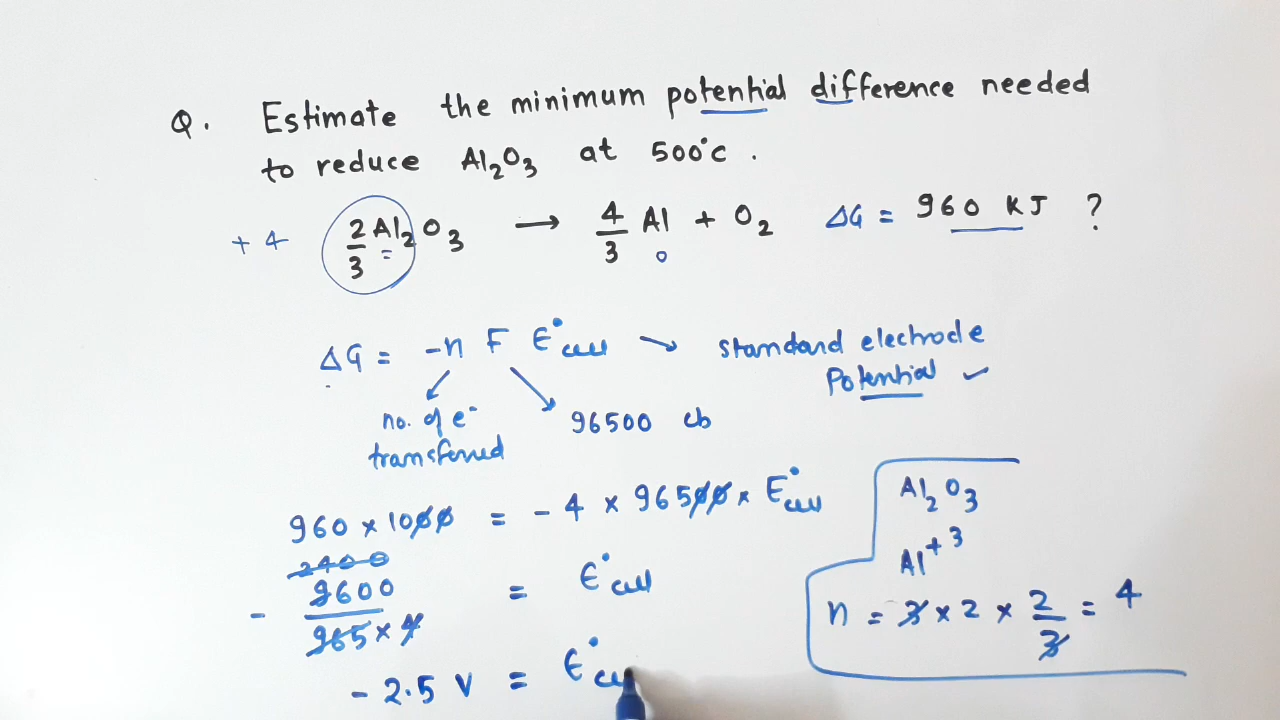 Q. Estimate the minimum potential difference needed
to reduce Al2O3 at 500°c .
+ 4 2/3 Al2O3 → 4/3 Al + O2 ΔG = 960 KJ ?
= 0
ΔG = -n F E°cell → standard electrode
Potential ✓
no. of e- 96500 cb
transferred
960 × 1000 = - 4 × 96500 × E°cell
2400
- 9600 / 965 × 4 = E°cell
- 2.5 V = E°cell
Al2O3
Al+3
n = 3 × 2 × 2/3 = 4